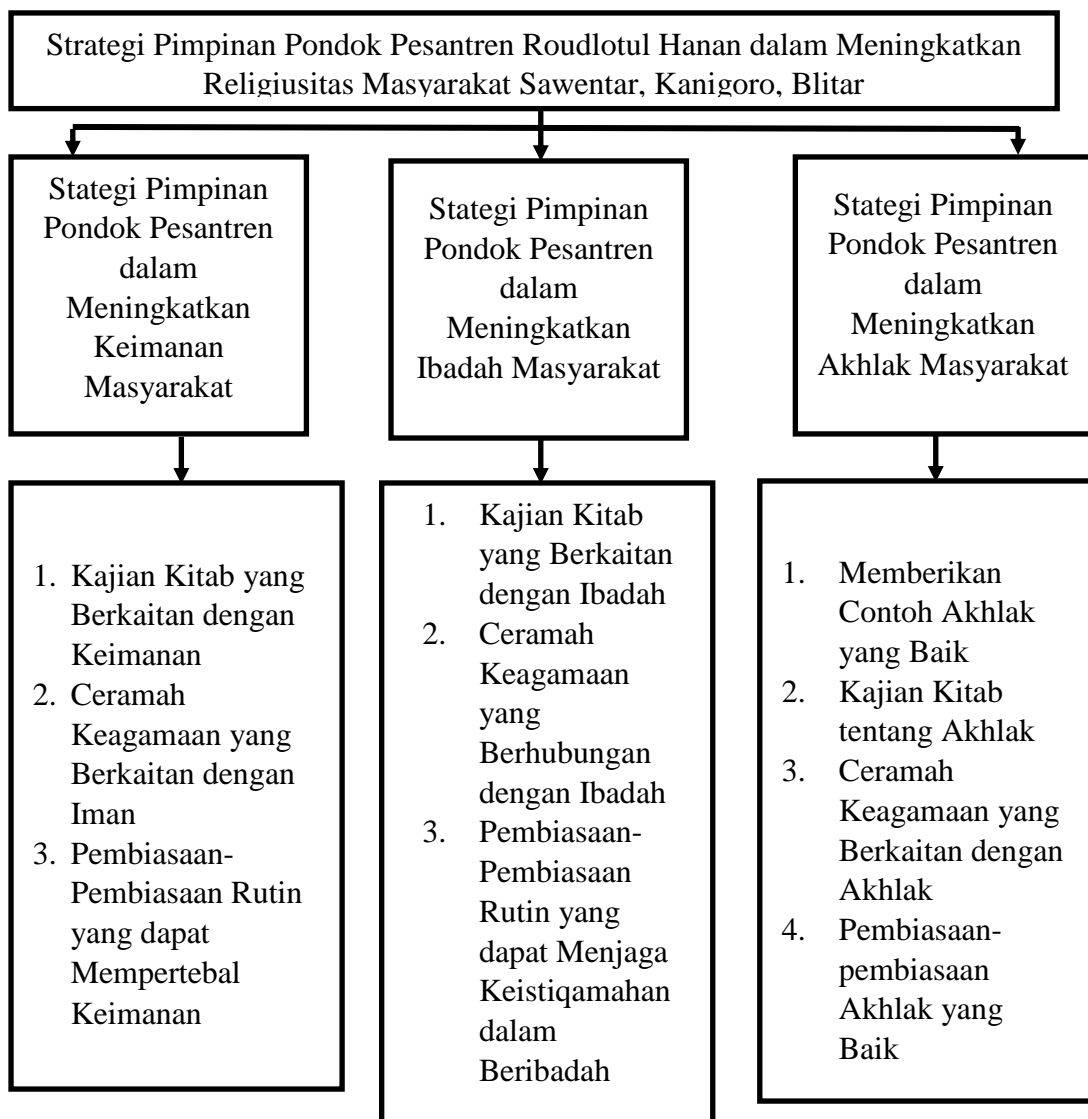 Strategi Pimpinan Pondok Pesantren Roudlotul Hanan dalam Meningkatkan
Religiusitas Masyarakat Sawentar, Kanigoro, Blitar
Stategi Pimpinan
Pondok Pesantren
dalam
Meningkatkan
Keimanan
Masyarakat
Stategi Pimpinan
Pondok Pesantren
dalam
Meningkatkan
Ibadah Masyarakat
Stategi Pimpinan
Pondok Pesantren
dalam
Meningkatkan
Akhlak Masyarakat
1. Kajian Kitab yang
Berkaitan dengan
Keimanan
2. Ceramah
Keagamaan yang
Berkaitan dengan
Iman
3. Pembiasaan-
Pembiasaan Rutin
yang dapat
Mempertebal
Keimanan
1. Kajian Kitab
yang Berkaitan
dengan Ibadah
2. Ceramah
Keagamaan
yang
Berhubungan
dengan Ibadah
3. Pembiasaan-
Pembiasaan
Rutin yang
dapat Menjaga
Keistiqamahan
dalam
Beribadah
1. Memberikan
Contoh Akhlak
yang Baik
2. Kajian Kitab
tentang Akhlak
3. Ceramah
Keagamaan yang
Berkaitan dengan
Akhlak
4. Pembiasaan-
pembiasaan
Akhlak yang
Baik